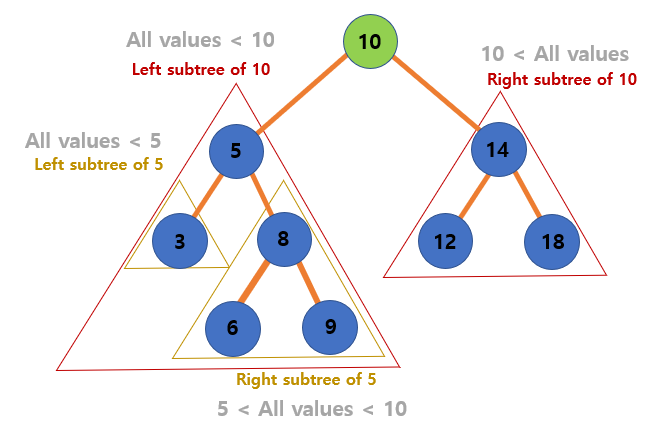 All values < 10
Left subtree of 10
10
10 < All values
Right subtree of 10
All values < 5
Left subtree of 5
5
14
3
8
12
18
6
9
Right subtree of 5
5 < All values < 10